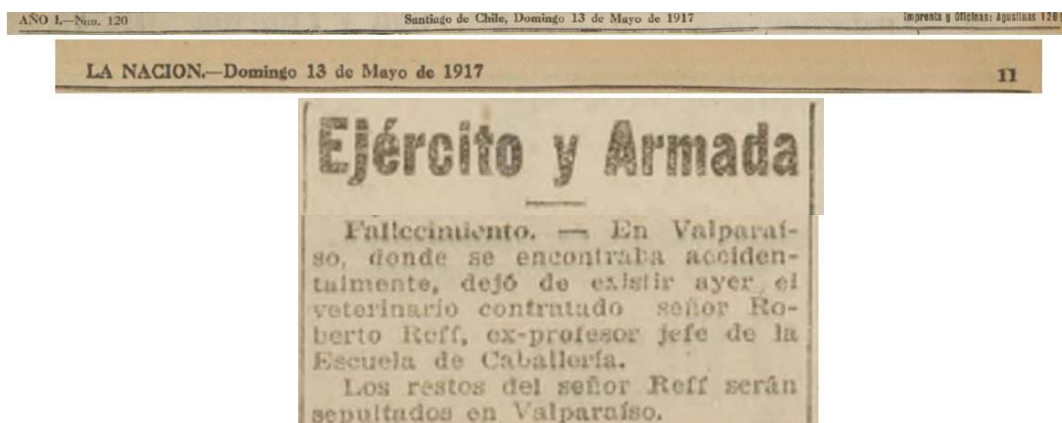 AÑO I.—Núm. 120 Santiago de Chile, Domingo 13 de Mayo de 1917 Imprenta y Oficinas: Agustinas 126
LA NACION.—Domingo 13 de Mayo de 1917 11
Ejército y Armada
Fallecimiento. — En Valparaí-
so, donde se encontraba acciden-
talmente, dejó de existir ayer el
veterinario contratado señor Ro-
berto Reff, ex-profesor jefe de la
Escuela de Caballería.
Los restos del señor Reff serán
sepultados en Valparaíso.